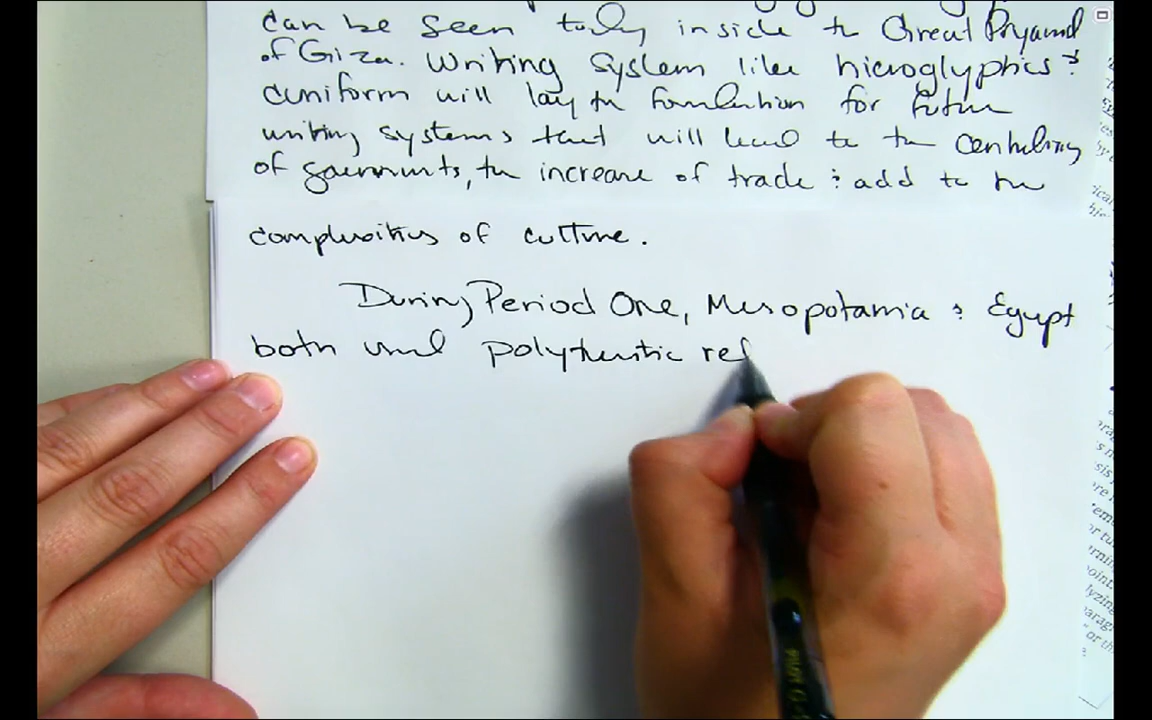 can be seen today inside the Great Pryamid
of Giza. Writing system like hieroglyphics &
cuniform will lay the foundation for future
writing systems that will lead to the centralizing
of governments, the increase of trade & add to the
complexities of culture.
During Period One, Mesopotamia & Egypt
both used polytheistic rel